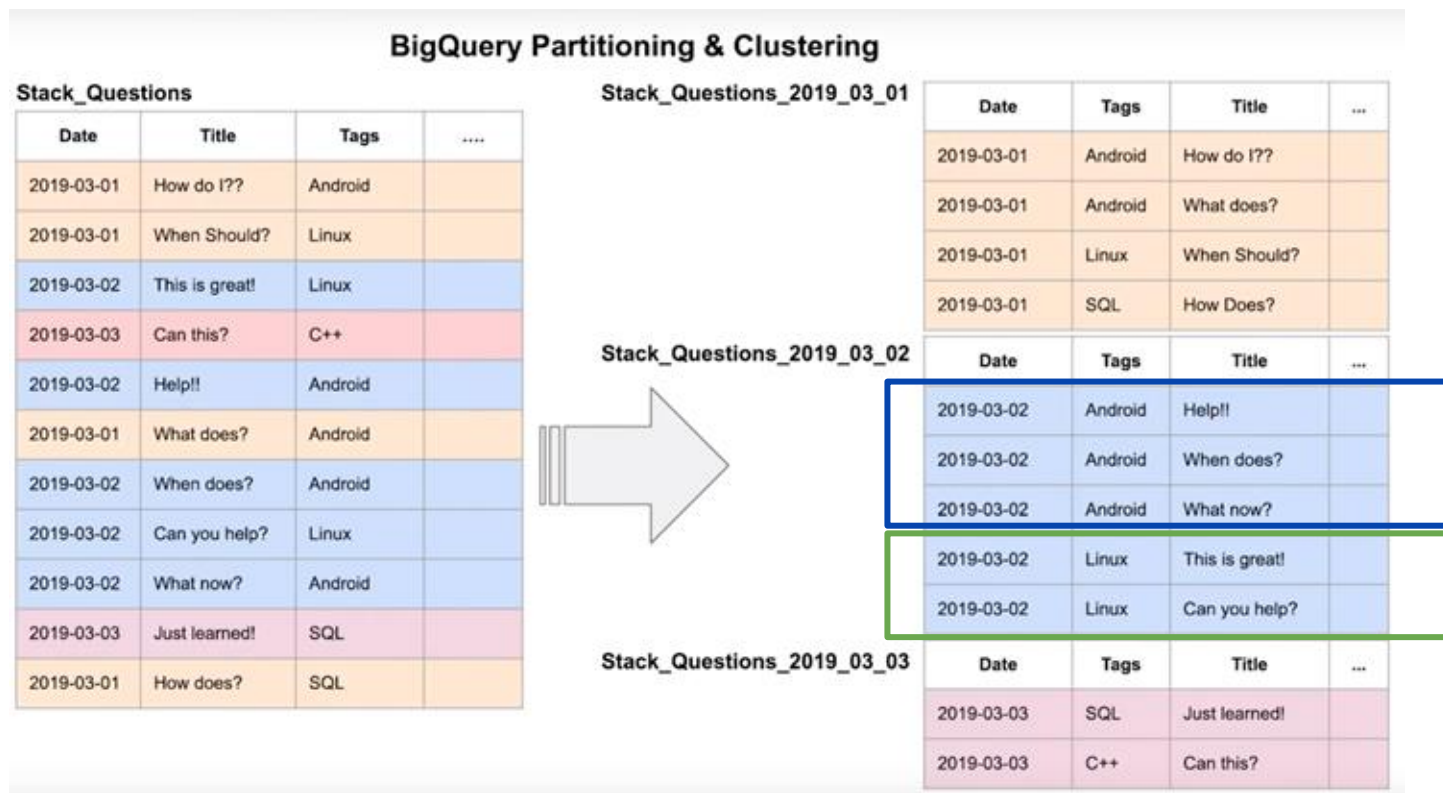 BigQuery Partitioning & Clustering
Stack_Questions
Date Title Tags ....
2019-03-01 How do I?? Android
2019-03-01 When Should? Linux
2019-03-02 This is great! Linux
2019-03-03 Can this? C++
2019-03-02 Help!! Android
2019-03-01 What does? Android
2019-03-02 When does? Android
2019-03-02 Can you help? Linux
2019-03-02 What now? Android
2019-03-03 Just learned! SQL
2019-03-01 How does? SQL
Stack_Questions_2019_03_01
Date Tags Title ...
2019-03-01 Android How do I??
2019-03-01 Android What does?
2019-03-01 Linux When Should?
2019-03-01 SQL How Does?
Stack_Questions_2019_03_02
Date Tags Title ...
2019-03-02 Android Help!!
2019-03-02 Android When does?
2019-03-02 Android What now?
2019-03-02 Linux This is great!
2019-03-02 Linux Can you help?
Stack_Questions_2019_03_03
Date Tags Title ...
2019-03-03 SQL Just learned!
2019-03-03 C++ Can this?